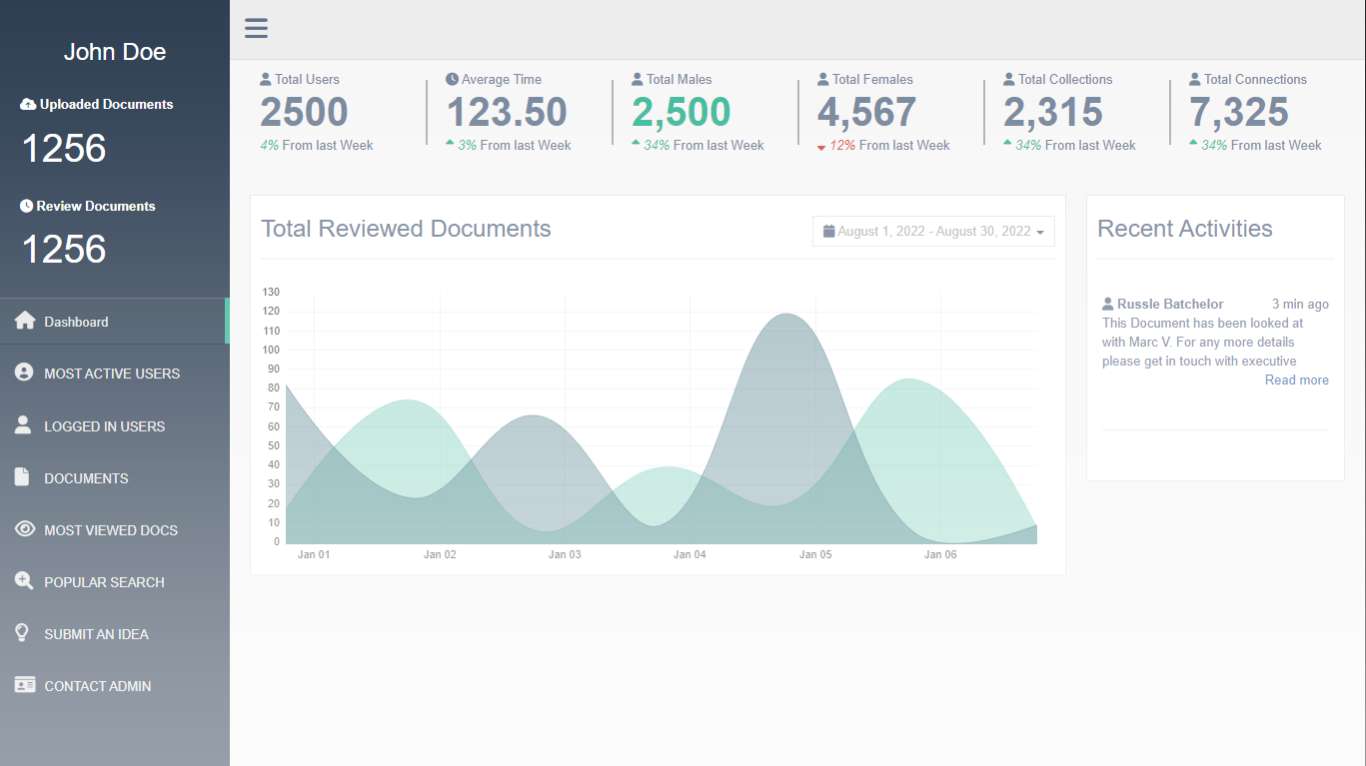 John Doe
Uploaded Documents
1256
Review Documents
1256
Dashboard
MOST ACTIVE USERS
LOGGED IN USERS
DOCUMENTS
MOST VIEWED DOCS
POPULAR SEARCH
SUBMIT AN IDEA
CONTACT ADMIN
Total Users
2500
4% From last Week
Average Time
123.50
3% From last Week
Total Males
2,500
34% From last Week
Total Females
4,567
12% From last Week
Total Collections
2,315
34% From last Week
Total Connections
7,325
34% From last Week
Total Reviewed Documents
August 1, 2022 - August 30, 2022
130
120
110
100
90
80
70
60
50
40
30
20
10
0
Jan 01 Jan 02 Jan 03 Jan 04 Jan 05 Jan 06
Recent Activities
Russle Batchelor 3 min ago
This Document has been looked at
with Marc V. For any more details
please get in touch with executive
Read more